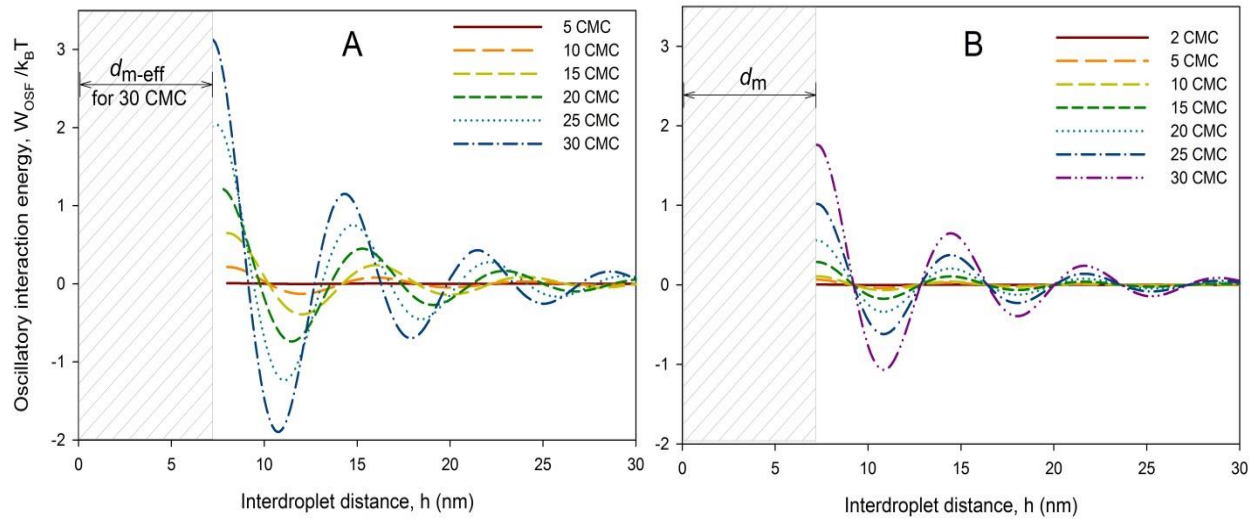 A
B
d_m-eff
for 30 CMC
d_m
5 CMC
10 CMC
15 CMC
20 CMC
25 CMC
30 CMC
2 CMC
5 CMC
10 CMC
15 CMC
20 CMC
25 CMC
30 CMC
Oscillatory interaction energy, W_OSF /k_BT
3
2
1
0
-1
-2
0
5
10
15
20
25
30
Interdroplet distance, h (nm)
3
2
1
0
-1
-2
0
5
10
15
20
25
30
Interdroplet distance, h (nm)